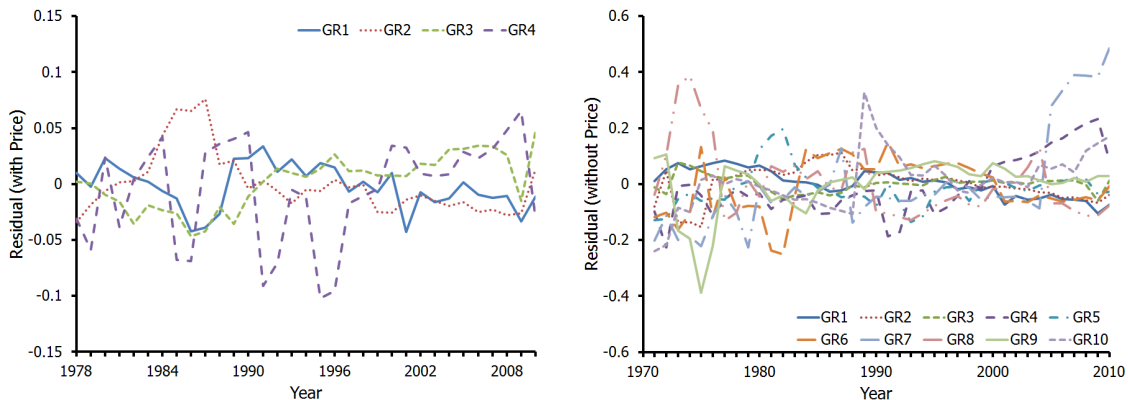 0.15
0.1
0.05
0
-0.05
-0.1
-0.15
Residual (with Price)
GR1 GR2 GR3 GR4
1978 1984 1990 1996 2002 2008
Year
0.6
0.4
0.2
0
-0.2
-0.4
-0.6
Residual (without Price)
GR1 GR2 GR3 GR4 GR5
GR6 GR7 GR8 GR9 GR10
1970 1980 1990 2000 2010
Year